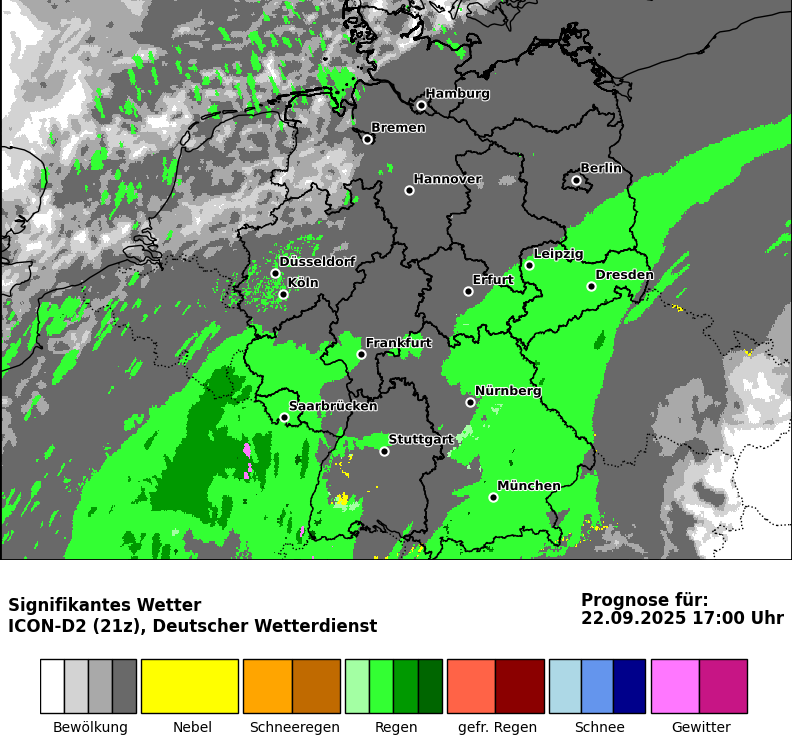 Hamburg
Bremen
Berlin
Hannover
Leipzig
Düsseldorf
Dresden
Köln
Erfurt
Frankfurt
Nürnberg
Saarbrücken
Stuttgart
München
Signifikantes Wetter
ICON-D2 (21z), Deutscher Wetterdienst
Prognose für:
22.09.2025 17:00 Uhr
Bewölkung
Nebel
Schneeregen
Regen
gefr. Regen
Schnee
Gewitter